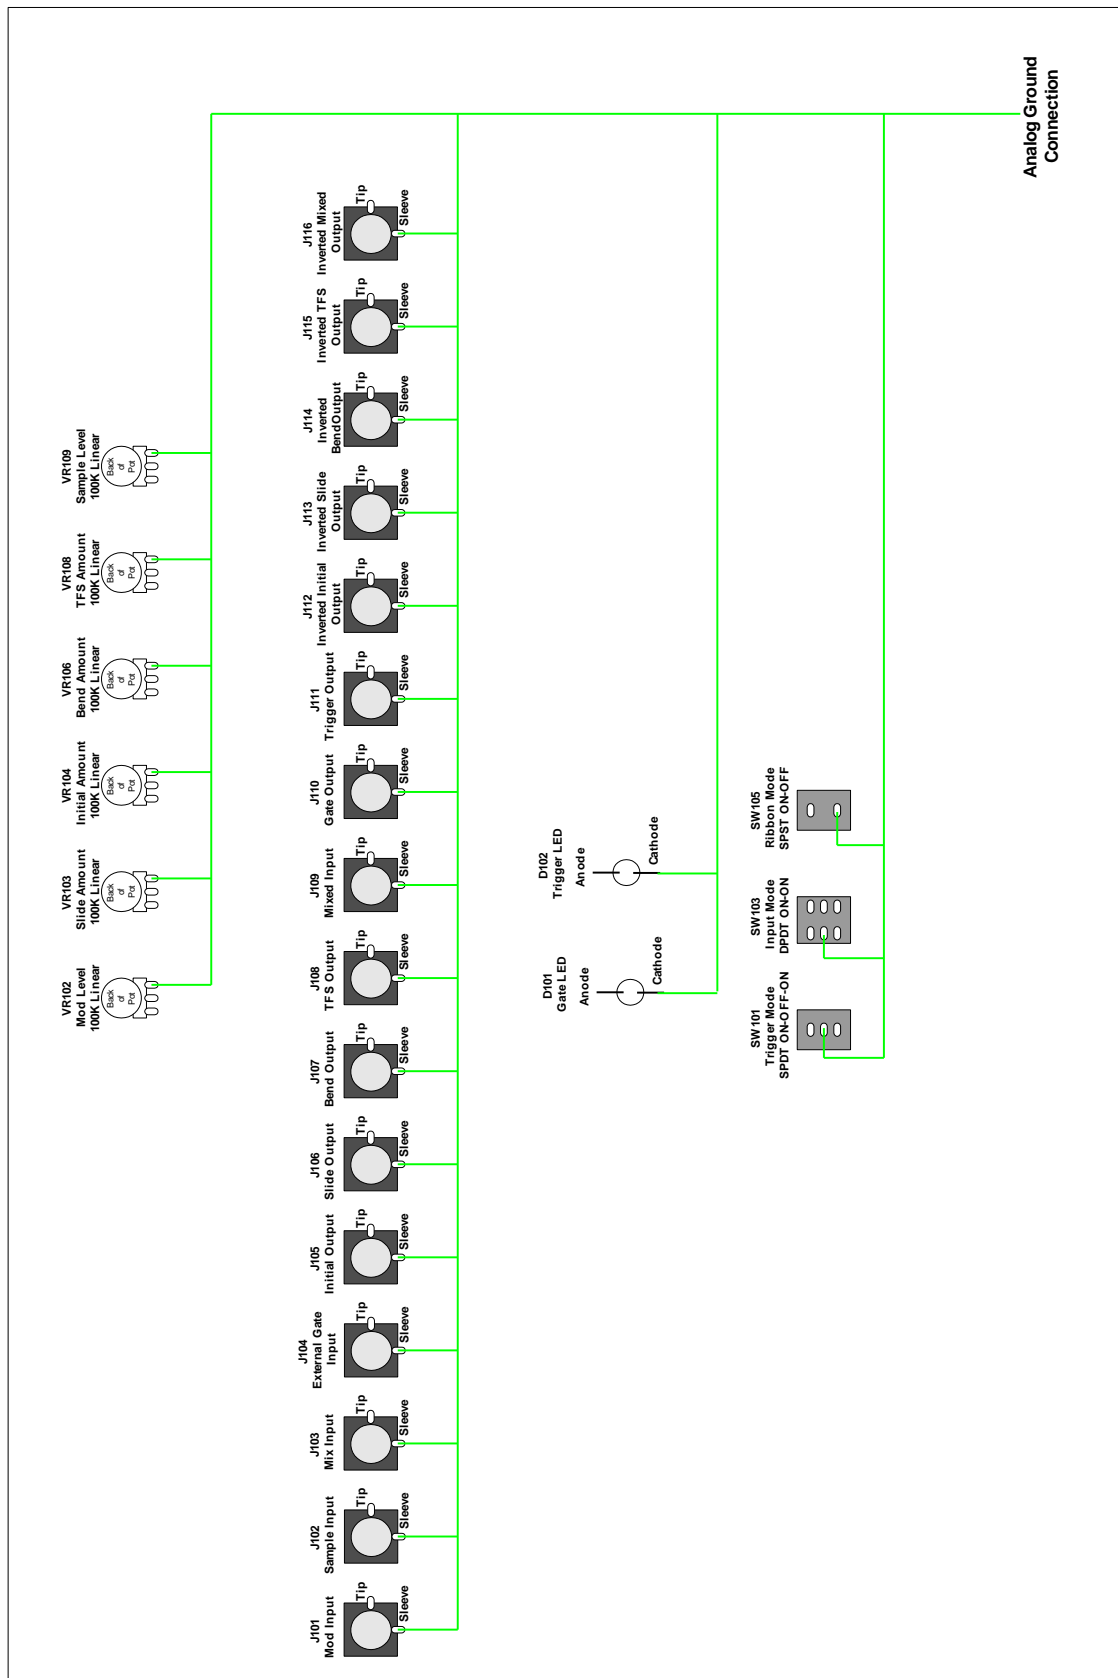 VR102
Mod Level
100K Linear
Back
of
Pot
VR103
Slide Amount
100K Linear
Back
of
Pot
VR104
Initial Amount
100K Linear
Back
of
Pot
VR106
Bend Amount
100K Linear
Back
of
Pot
VR108
TFS Amount
100K Linear
Back
of
Pot
VR109
Sample Level
100K Linear
Back
of
Pot
J101
Mod Input
Tip
Sleeve
J102
Sample Input
Tip
Sleeve
J103
Mix Input
Tip
Sleeve
J104
External Gate
Input
Tip
Sleeve
J105
Initial Output
Tip
Sleeve
J106
Slide Output
Tip
Sleeve
J107
Bend Output
Tip
Sleeve
J108
TFS Output
Tip
Sleeve
J109
Mixed Input
Tip
Sleeve
J110
Gate Output
Tip
Sleeve
J111
Trigger Output
Tip
Sleeve
J112
Inverted Initial
Output
Tip
Sleeve
J113
Inverted Slide
Output
Tip
Sleeve
J114
Inverted
BendOutput
Tip
Sleeve
J115
Inverted TFS
Output
Tip
Sleeve
J116
Inverted Mixed
Output
Tip
Sleeve
D101
Gate LED
Anode
Cathode
D102
Trigger LED
Anode
Cathode
SW101
Trigger Mode
SPDT ON-OFF-ON
SW103
Input Mode
DPDT ON-ON
SW105
Ribbon Mode
SPST ON-OFF
Analog Ground
Connection